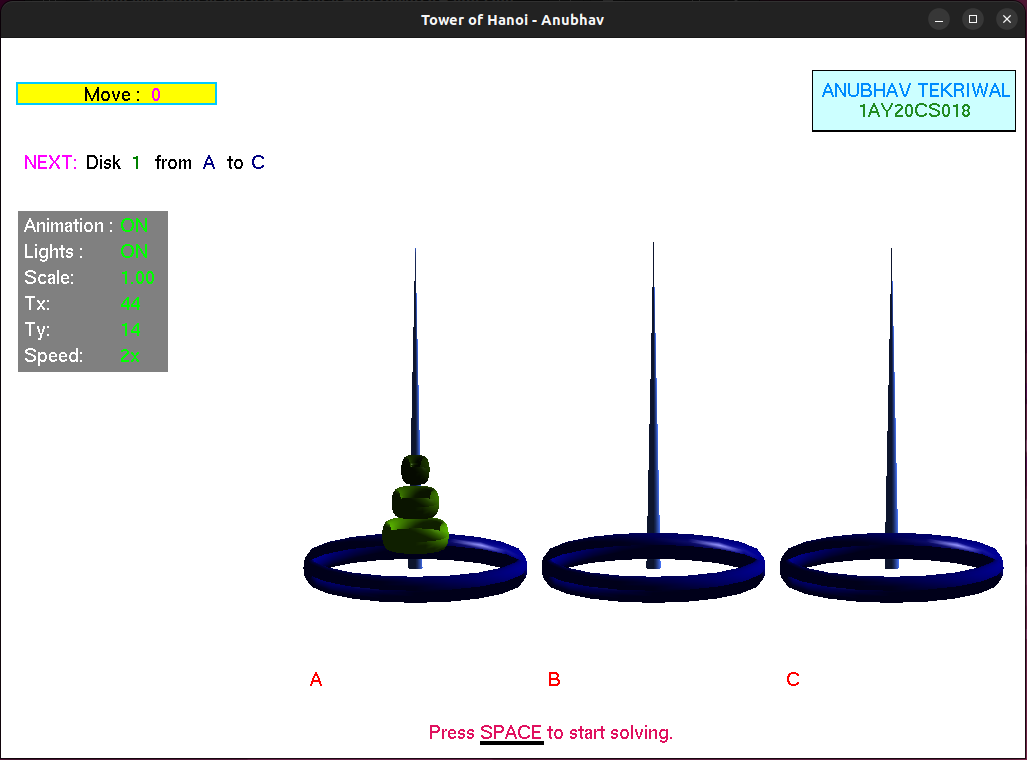 Tower of Hanoi - Anubhav
Move : 0
ANUBHAV TEKRIWAL
1AY20CS018
NEXT: Disk 1 from A to C
Animation : ON
Lights : ON
Scale: 1.00
Tx: 44
Ty: 14
Speed: 2x
A B C
Press SPACE to start solving.